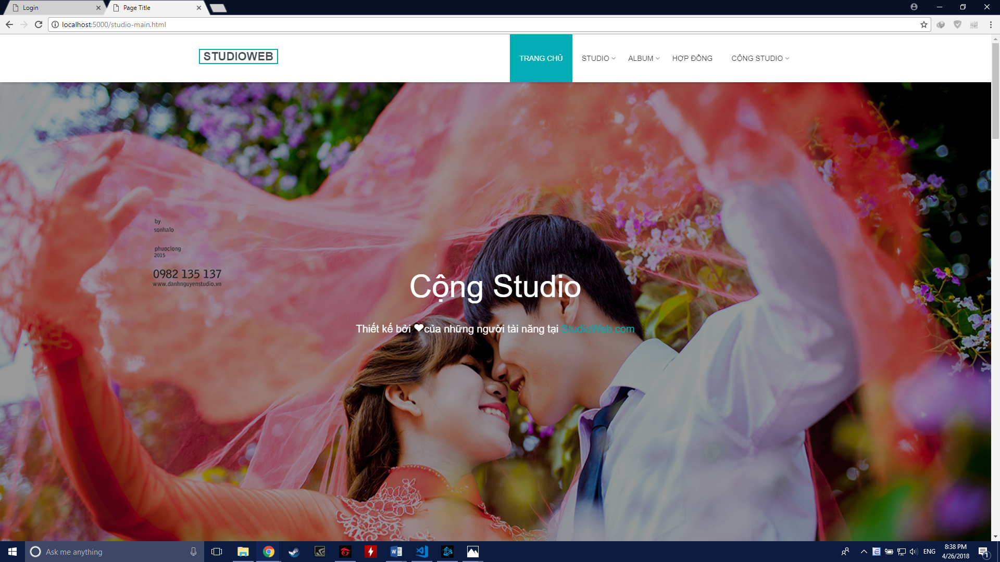 Login
Page Title
localhost:5000/studio-main.html
STUDIOWEB
TRANG CHỦ
STUDIO
ALBUM
HỢP ĐỒNG
CỘNG STUDIO
by
sonhalo
phuoclong
2015
0982 135 137
www.danhnguyenstudio.vn
Cộng Studio
Thiết kế bởi ❤của những người tài năng tại StudioWeb.com
Ask me anything
ENG
8:38 PM
4/26/2018
1